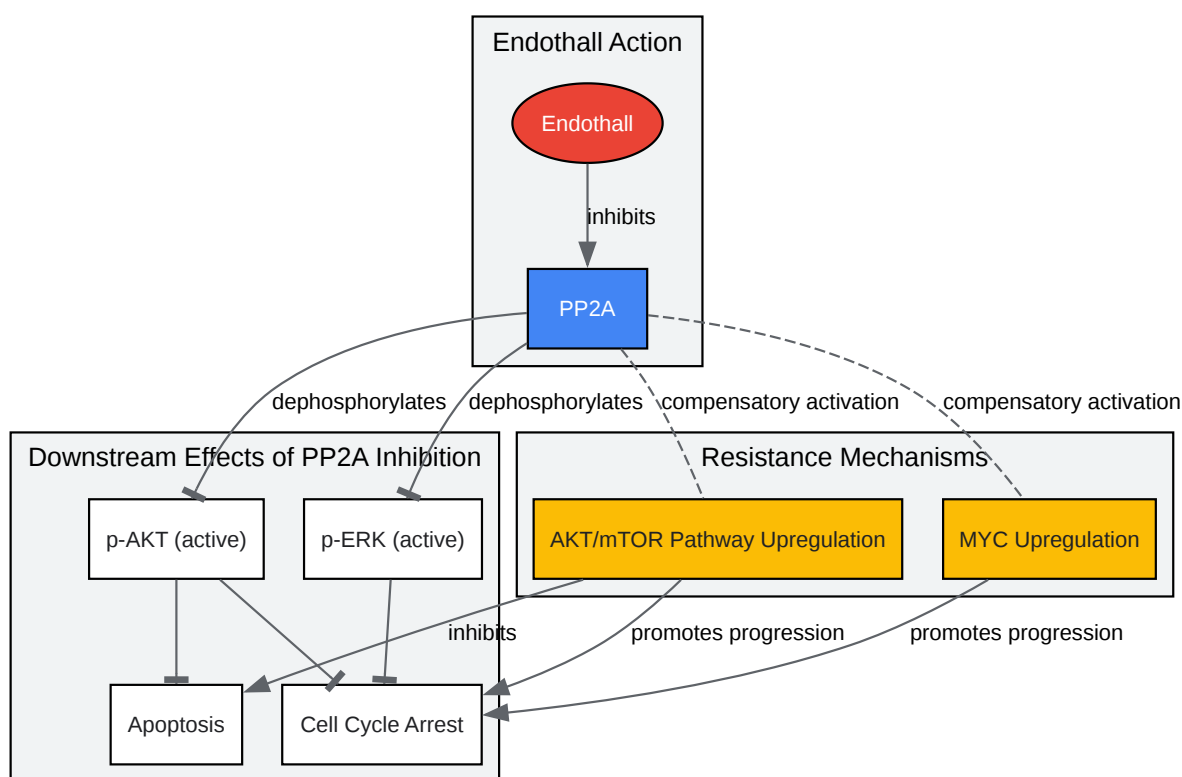 Endothall Action
Endothall
inhibits
PP2A
dephosphorylates
dephosphorylates
compensatory activation
compensatory activation
Downstream Effects of PP2A Inhibition
Resistance Mechanisms
p-AKT (active)
p-ERK (active)
AKT/mTOR Pathway Upregulation
MYC Upregulation
inhibits
promotes progression
promotes progression
Apoptosis
Cell Cycle Arrest